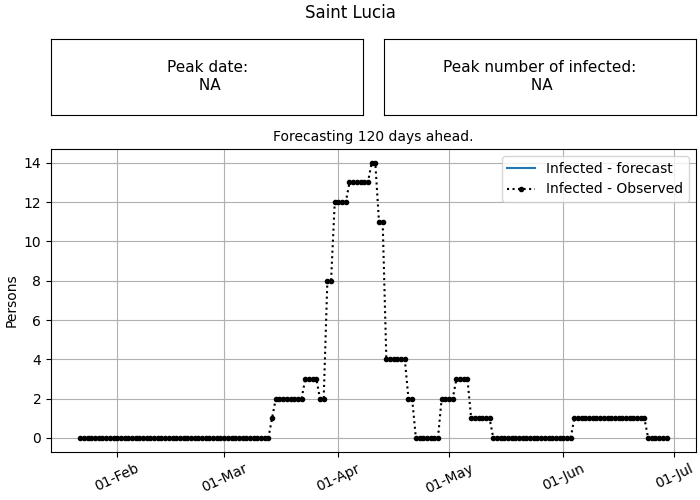 Saint Lucia
Peak date:
NA
Peak number of infected:
NA
Forecasting 120 days ahead.
Infected - forecast
Infected - Observed
Persons
14
12
10
8
6
4
2
0
01-Feb
01-Mar
01-Apr
01-May
01-Jun
01-Jul